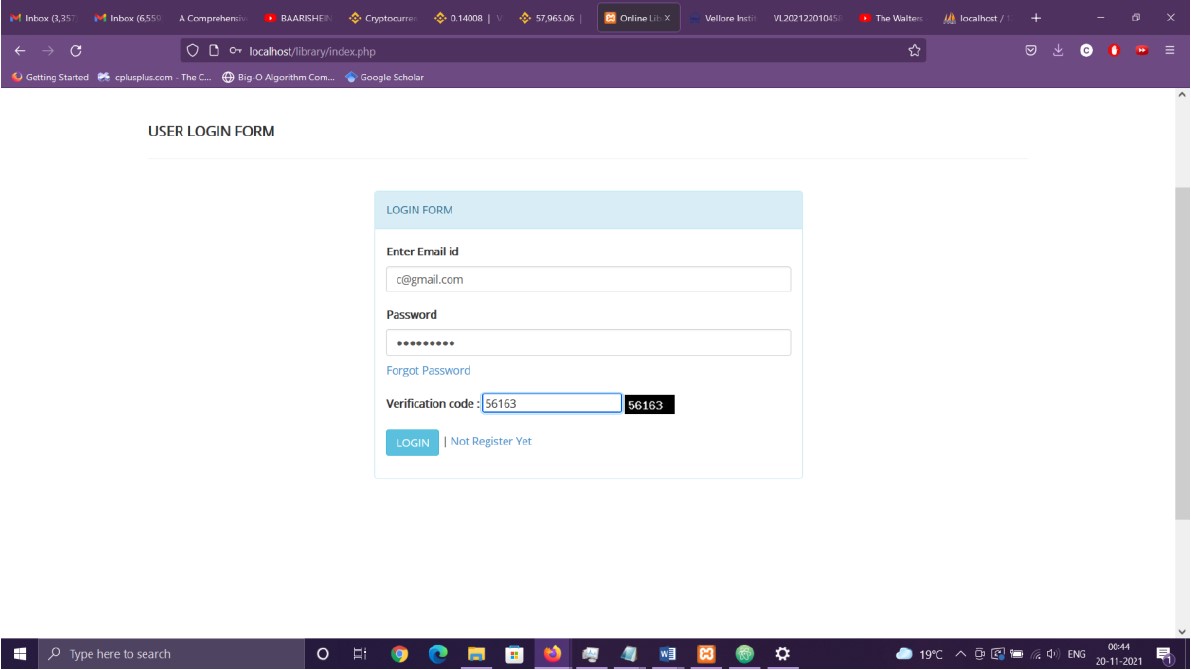 Inbox (3,357
Inbox (6,559
A Comprehensiv
BAARISHEIN
Cryptocurren
0.14008 | V
57,965.06 |
Online Lib X
Vellore Instit
VL202122010458
The Walters
localhost /
localhost/library/index.php
Getting Started
cplusplus.com - The C...
Big-O Algorithm Com...
Google Scholar
USER LOGIN FORM
LOGIN FORM
Enter Email id
c@gmail.com
Password
•••••••••
Forgot Password
Verification code : 56163 56163
LOGIN | Not Register Yet
Type here to search
19°C
ENG
00:44
20-11-2021
1